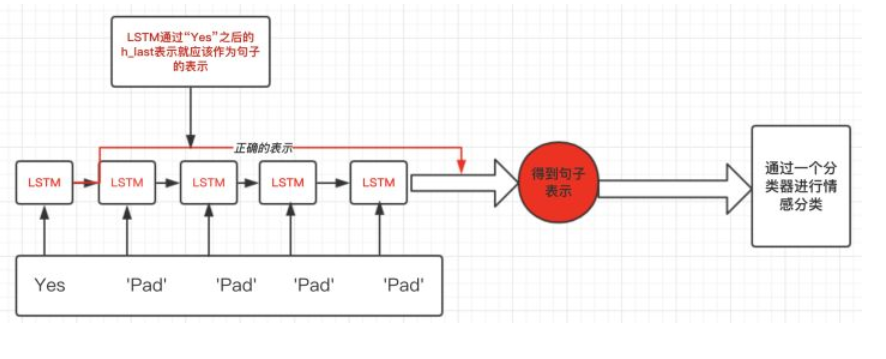 LSTM通过“Yes”之后的
h_last表示就应该作为句子
的表示
正确的表示
LSTM
LSTM
LSTM
LSTM
LSTM
得到句子
表示
通过一个分
类器进行情
感分类
Yes 'Pad' 'Pad' 'Pad' 'Pad'